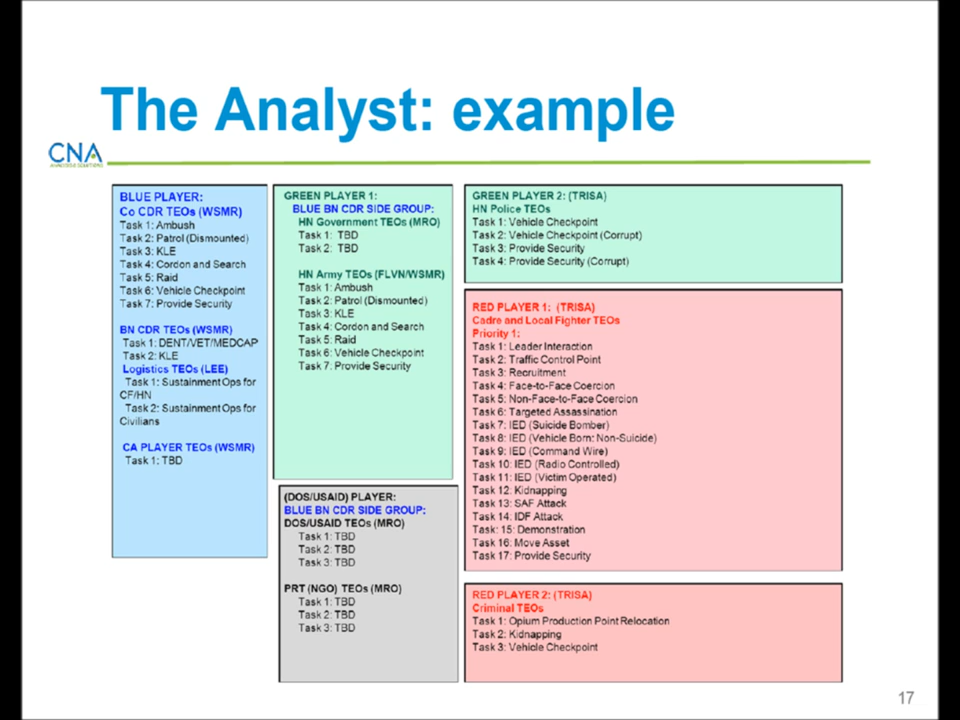 The Analyst: example
CNA
ANALYSIS & SOLUTIONS
BLUE PLAYER:
Co CDR TEOs (WSMR)
Task 1: Ambush
Task 2: Patrol (Dismounted)
Task 3: KLE
Task 4: Cordon and Search
Task 5: Raid
Task 6: Vehicle Checkpoint
Task 7: Provide Security
BN CDR TEOs (WSMR)
Task 1: DENT/VET/MEDCAP
Task 2: KLE
Logistics TEOs (LEE)
Task 1: Sustainment Ops for
CF/HN
Task 2: Sustainment Ops for
Civilians
CA PLAYER TEOs (WSMR)
Task 1: TBD
GREEN PLAYER 1:
BLUE BN CDR SIDE GROUP:
HN Government TEOs (MRO)
Task 1: TBD
Task 2: TBD
HN Army TEOs (FLVN/WSMR)
Task 1: Ambush
Task 2: Patrol (Dismounted)
Task 3: KLE
Task 4: Cordon and Search
Task 5: Raid
Task 6: Vehicle Checkpoint
Task 7: Provide Security
(DOS/USAID) PLAYER:
BLUE BN CDR SIDE GROUP:
DOS/USAID TEOs (MRO)
Task 1: TBD
Task 2: TBD
Task 3: TBD
PRT (NGO) TEOs (MRO)
Task 1: TBD
Task 2: TBD
Task 3: TBD
GREEN PLAYER 2: (TRISA)
HN Police TEOs
Task 1: Vehicle Checkpoint
Task 2: Vehicle Checkpoint (Corrupt)
Task 3: Provide Security
Task 4: Provide Security (Corrupt)
RED PLAYER 1: (TRISA)
Cadre and Local Fighter TEOs
Priority 1:
Task 1: Leader Interaction
Task 2: Traffic Control Point
Task 3: Recruitment
Task 4: Face-to-Face Coercion
Task 5: Non-Face-to-Face Coercion
Task 6: Targeted Assassination
Task 7: IED (Suicide Bomber)
Task 8: IED (Vehicle Born: Non-Suicide)
Task 9: IED (Command Wire)
Task 10: IED (Radio Controlled)
Task 11: IED (Victim Operated)
Task 12: Kidnapping
Task 13: SAF Attack
Task 14: IDF Attack
Task: 15: Demonstration
Task 16: Move Asset
Task 17: Provide Security
RED PLAYER 2: (TRISA)
Criminal TEOs
Task 1: Opium Production Point Relocation
Task 2: Kidnapping
Task 3: Vehicle Checkpoint
17